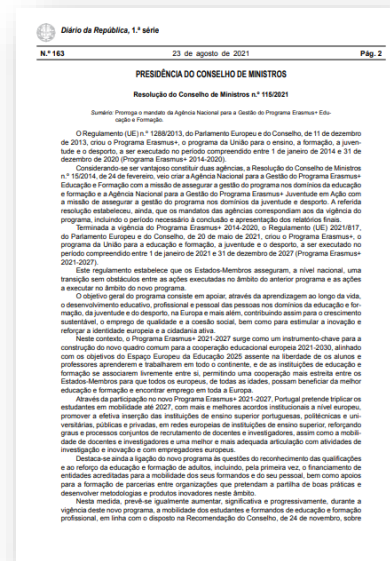 Diário da República, 1.ª série
N.º 163 23 de agosto de 2021 Pág. 2
PRESIDÊNCIA DO CONSELHO DE MINISTROS
Resolução do Conselho de Ministros n.º 115/2021
Sumário: Prorroga o mandato da Agência Nacional para a Gestão do Programa Erasmus+ Edu-
cação e Formação.
O Regulamento (UE) n.º 1288/2013, do Parlamento Europeu e do Conselho, de 11 de dezembro
de 2013, criou o Programa Erasmus+, o programa da União para o ensino, a formação, a juven-
tude e o desporto, a ser executado no período compreendido entre 1 de janeiro de 2014 e 31 de
dezembro de 2020 (Programa Erasmus+ 2014-2020).
Considerando-se ser vantajoso constituir duas agências, a Resolução do Conselho de Ministros
n.º 15/2014, de 24 de fevereiro, veio criar a Agência Nacional para a Gestão do Programa Erasmus+
Educação e Formação com a missão de assegurar a gestão do programa nos domínios da educação
e formação e a Agência Nacional para a Gestão do Programa Erasmus+ Juventude em Ação com
a missão de assegurar a gestão do programa nos domínios da juventude e desporto. A referida
resolução estabeleceu, ainda, que os mandatos das agências correspondiam aos da vigência do
programa, incluindo o período necessário à conclusão e apresentação dos relatórios finais.
Terminada a vigência do Programa Erasmus+ 2014-2020, o Regulamento (UE) 2021/817,
do Parlamento Europeu e do Conselho, de 20 de maio de 2021, criou o Programa Erasmus+, o
programa da União para a educação e formação, a juventude e o desporto, a ser executado no
período compreendido entre 1 de janeiro de 2021 e 31 de dezembro de 2027 (Programa Erasmus+
2021-2027).
Este regulamento estabelece que os Estados-Membros asseguram, a nível nacional, uma
transição sem obstáculos entre as ações executadas no âmbito do anterior programa e as ações
a executar no âmbito do novo programa.
O objetivo geral do programa consiste em apoiar, através da aprendizagem ao longo da vida,
o desenvolvimento educativo, profissional e pessoal das pessoas nos domínios da educação e for-
mação, da juventude e do desporto, na Europa e mais além, contribuindo assim para o crescimento
sustentável, o emprego de qualidade e a coesão social, bem como para estimular a inovação e
reforçar a identidade europeia e a cidadania ativa.
Neste contexto, o Programa Erasmus+ 2021-2027 surge como um instrumento-chave para a
construção do novo quadro comum para a cooperação educacional europeia 2021-2030, alinhado
com os objetivos do Espaço Europeu da Educação 2025 assente na liberdade de os alunos e
professores aprenderem e trabalharem em todo o continente, e de as instituições de educação e
formação se associarem livremente entre si, permitindo uma cooperação mais estreita entre os
Estados-Membros para que todos os europeus, de todas as idades, possam beneficiar da melhor
educação e formação e encontrar emprego em toda a Europa.
Através da participação no novo Programa Erasmus+ 2021-2027, Portugal pretende triplicar os
estudantes em mobilidade até 2027, com mais e melhores acordos institucionais a nível europeu,
promover a efetiva inserção das instituições de ensino superior portuguesas, politécnicas e uni-
versitárias, públicas e privadas, em redes europeias de instituições de ensino superior, reforçando
graus e processos conjuntos de recrutamento de docentes e investigadores, assim como a mobili-
dade de docentes e investigadores e uma melhor e mais adequada articulação com atividades de
investigação e inovação e com empregadores europeus.
Destaca-se ainda a ligação do novo programa às questões do reconhecimento das qualificações
e ao reforço da educação e formação de adultos, incluindo, pela primeira vez, o financiamento de
entidades acreditadas para a mobilidade dos seus formandos e do seu pessoal, bem como apoios
para a formação de parcerias entre organizações que pretendam a partilha de boas práticas e
desenvolver metodologias e produtos inovadores neste âmbito.
Nesta medida, prevê-se igualmente aumentar, significativa e progressivamente, durante a
vigência deste novo programa, a mobilidade dos estudantes e formandos de educação e formação
profissional, em linha com o disposto na Recomendação do Conselho, de 24 de novembro, sobre